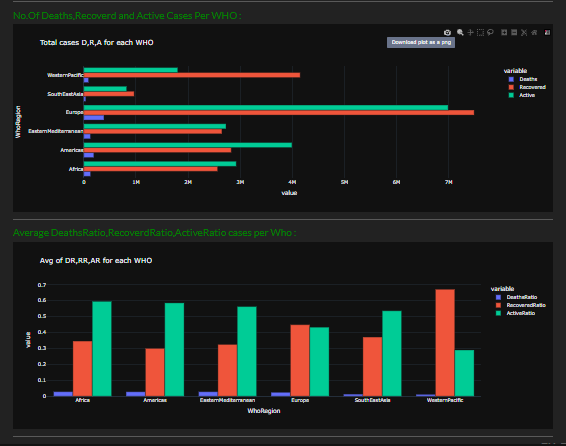 No.Of Deaths,Recoverd and Active Cases Per WHO :
Total cases D,R,A for each WHO
Download plot as a png
variable
Deaths
Recovered
Active
WhoRegion
WesternPacific
SouthEastAsia
Europe
EasternMediterranean
Americas
Africa
0 1M 2M 3M 4M 5M 6M 7M
value
Average DeathsRatio,RecoverdRatio,ActiveRatio cases per Who :
Avg of DR,RR,AR for each WHO
variable
DeathsRatio
RecoveredRatio
ActiveRatio
value
0.7
0.6
0.5
0.4
0.3
0.2
0.1
0
Africa Americas EasternMediterranean Europe SouthEastAsia WesternPacific
WhoRegion